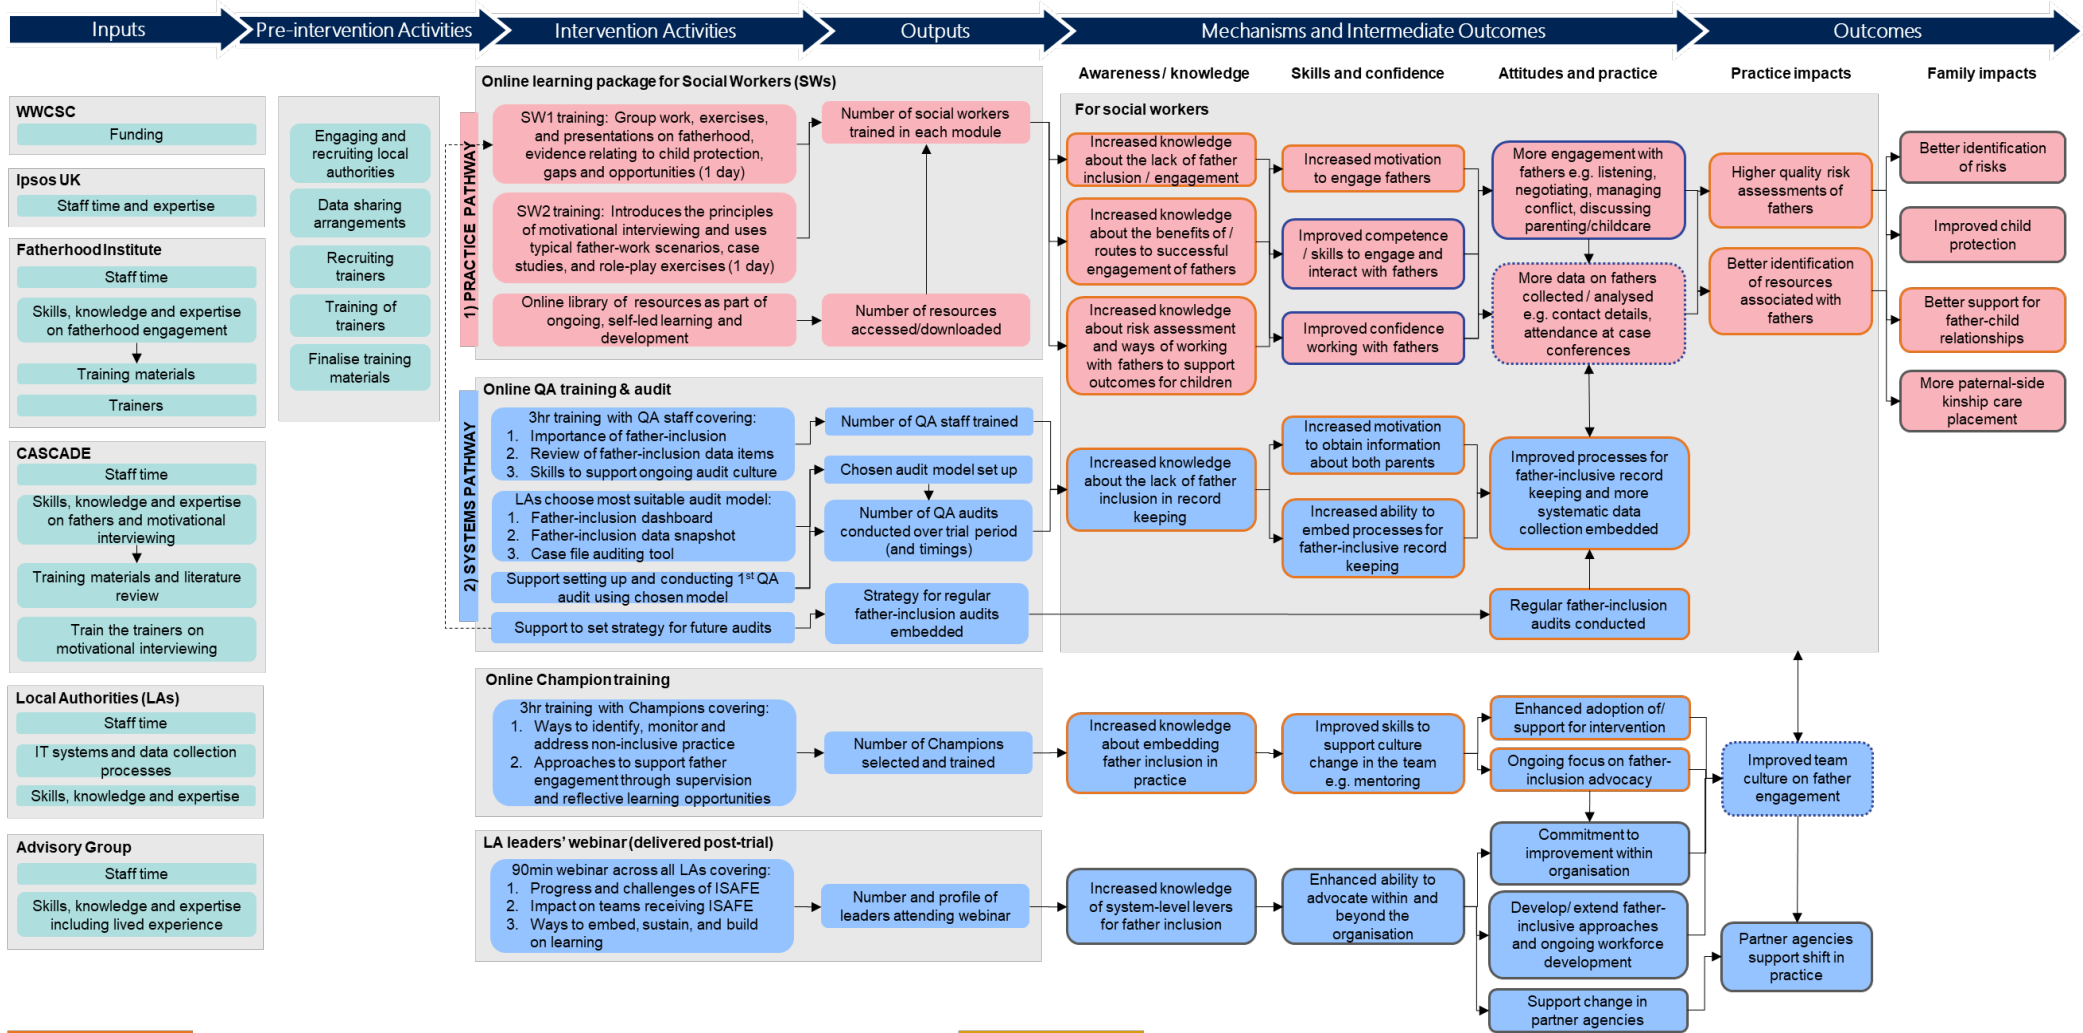 Inputs
Pre-intervention Activities
Intervention Activities
Outputs
Mechanisms and Intermediate Outcomes
Outcomes
Awareness / knowledge
Skills and confidence
Attitudes and practice
Practice impacts
Family impacts
WWCSC
Funding
Ipsos UK
Staff time and expertise
Fatherhood Institute
Staff time
Skills, knowledge and expertise
on fatherhood engagement
Training materials
Trainers
CASCADE
Staff time
Skills, knowledge and expertise
on fathers and motivational
interviewing
Training materials and literature
review
Train the trainers on
motivational interviewing
Local Authorities (LAs)
Staff time
IT systems and data collection
processes
Skills, knowledge and expertise
Advisory Group
Staff time
Skills, knowledge and expertise
including lived experience
Engaging and
recruiting local
authorities
Data sharing
arrangements
Recruiting
trainers
Training of
trainers
Finalise training
materials
1) PRACTICE PATHWAY
Online learning package for Social Workers (SWs)
SW1 training: Group work, exercises,
and presentations on fatherhood,
evidence relating to child protection,
gaps and opportunities (1 day)
SW2 training: Introduces the principles
of motivational interviewing and uses
typical father-work scenarios, case
studies, and role-play exercises (1 day)
Online library of resources as part of
ongoing, self-led learning and
development
Number of social workers
trained in each module
Number of resources
accessed/downloaded
2) SYSTEMS PATHWAY
Online QA training & audit
3hr training with QA staff covering:
1. Importance of father-inclusion
2. Review of father-inclusion data items
3. Skills to support ongoing audit culture
LAs choose most suitable audit model:
1. Father-inclusion dashboard
2. Father-inclusion data snapshot
3. Case file auditing tool
Support setting up and conducting 1st QA
audit using chosen model
Support to set strategy for future audits
Number of QA staff trained
Chosen audit model set up
Number of QA audits
conducted over trial period
(and timings)
Strategy for regular
father-inclusion audits
embedded
Online Champion training
3hr training with Champions covering:
1. Ways to identify, monitor and
address non-inclusive practice
2. Approaches to support father
engagement through supervision
and reflective learning opportunities
Number of Champions
selected and trained
LA leaders’ webinar (delivered post-trial)
90min webinar across all LAs covering:
1. Progress and challenges of ISAFE
2. Impact on teams receiving ISAFE
3. Ways to embed, sustain, and build
on learning
Number and profile of
leaders attending webinar
For social workers
Increased knowledge
about the lack of father
inclusion / engagement
Increased knowledge
about the benefits of /
routes to successful
engagement of fathers
Increased knowledge
about risk assessment
and ways of working
with fathers to support
outcomes for children
Increased motivation
to engage fathers
Improved competence
/ skills to engage and
interact with fathers
Improved confidence
working with fathers
More engagement with
fathers e.g. listening,
negotiating, managing
conflict, discussing
parenting/childcare
More data on fathers
collected / analysed
e.g. contact details,
attendance at case
conferences
Higher quality risk
assessments of
fathers
Better identification
of resources
associated with
fathers
Better identification
of risks
Improved child
protection
Better support for
father-child
relationships
More paternal-side
kinship care
placement
Increased knowledge
about the lack of father
inclusion in record
keeping
Increased motivation
to obtain information
about both parents
Increased ability to
embed processes for
father-inclusive record
keeping
Improved processes for
father-inclusive record
keeping and more
systematic data
collection embedded
Regular father-inclusion
audits conducted
Increased knowledge
about embedding
father inclusion in
practice
Improved skills to
support culture
change in the team
e.g. mentoring
Enhanced adoption of/
support for intervention
Ongoing focus on father-
inclusion advocacy
Improved team
culture on father
engagement
Increased knowledge
of system-level levers
for father inclusion
Enhanced ability to
advocate within and
beyond the
organisation
Commitment to
improvement within
organisation
Develop/ extend father-
inclusive approaches
and ongoing workforce
development
Support change in
partner agencies
Partner agencies
support shift in
practice